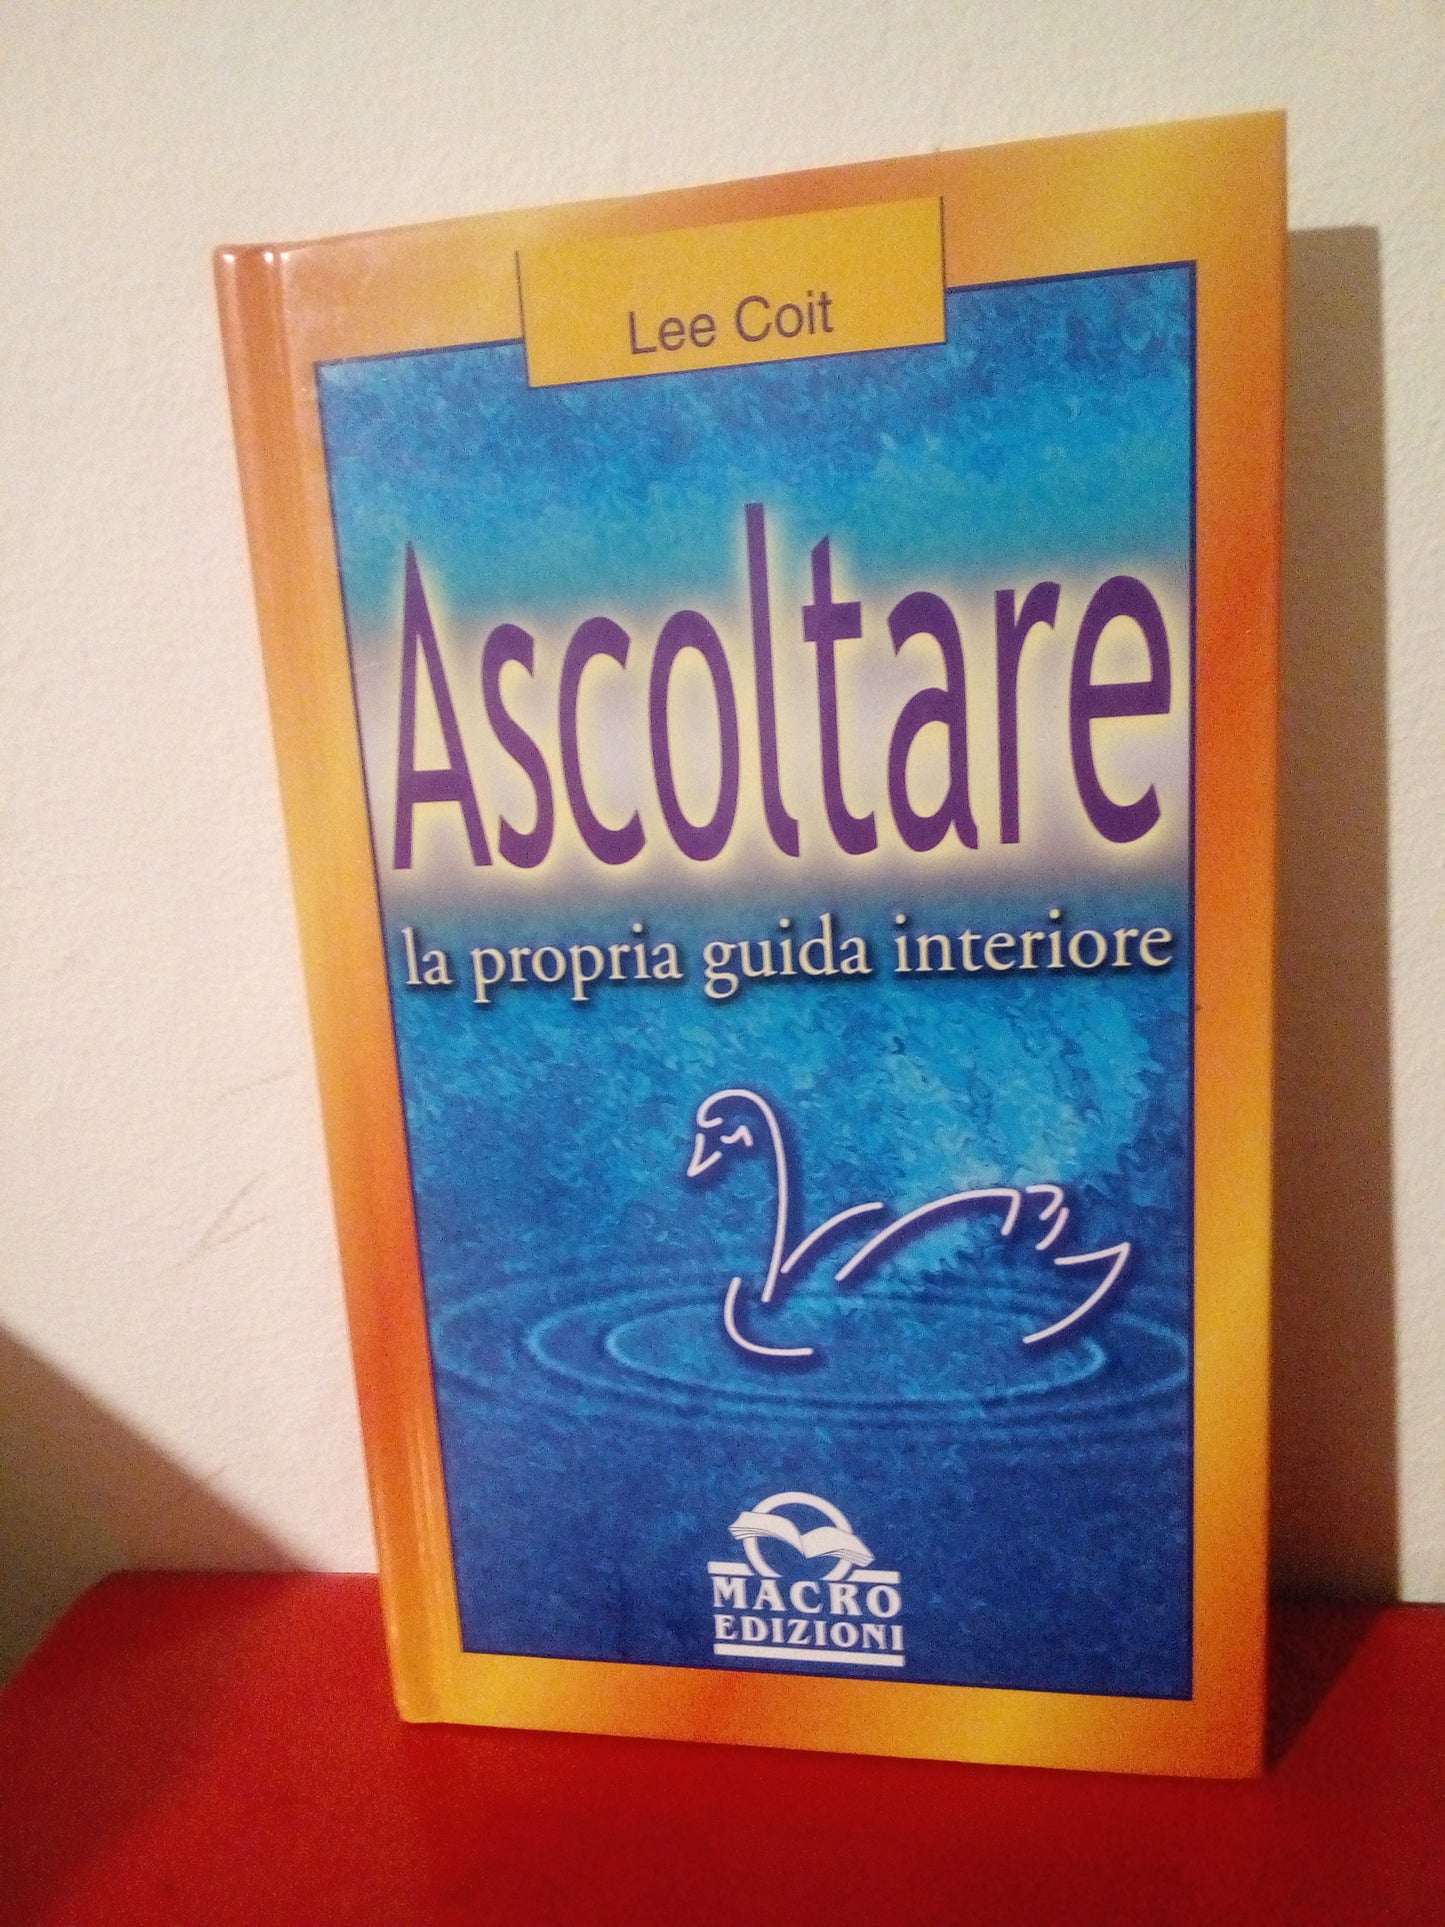 Lee Coit
Ascoltare
la propria guida interiore
MACRO
EDIZIONI